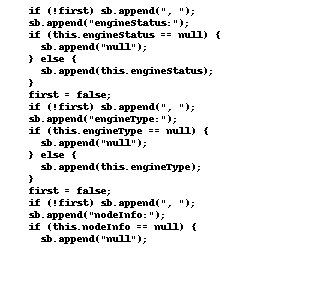 if (!first) sb.append(", ");
sb.append("engineStatus:");
if (this.engineStatus == null) {
  sb.append("null");
} else {
  sb.append(this.engineStatus);
}
first = false;
if (!first) sb.append(", ");
sb.append("engineType:");
if (this.engineType == null) {
  sb.append("null");
} else {
  sb.append(this.engineType);
}
first = false;
if (!first) sb.append(", ");
sb.append("nodeInfo:");
if (this.nodeInfo == null) {
  sb.append("null");